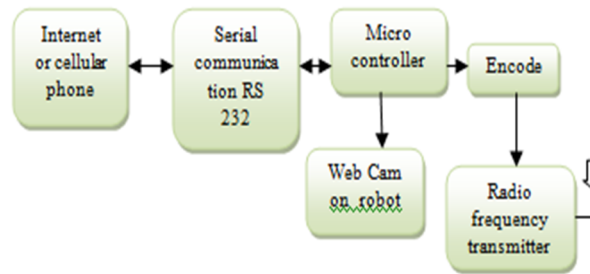 Internet
or cellular
phone
Serial
communica
tion RS
232
Micro
controller
Encode
Web Cam
on robot
Radio
frequency
transmitter